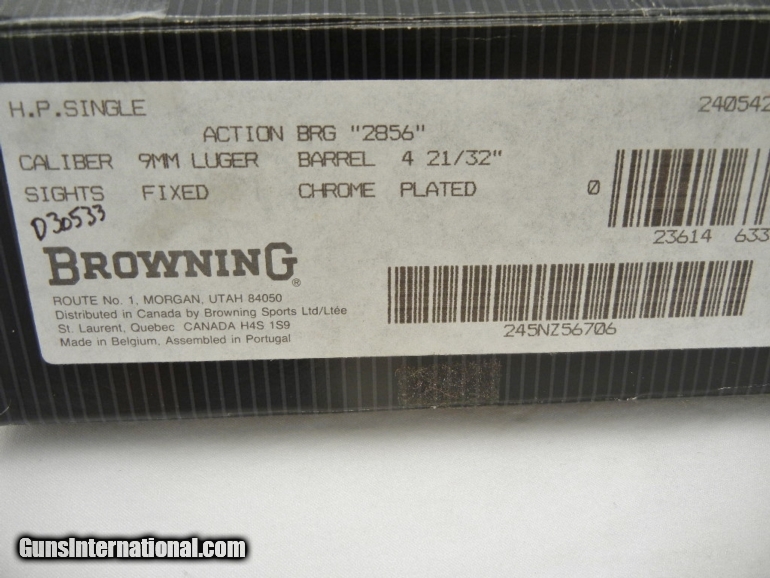 H.P.SINGLE 240542
ACTION BRG "2856"
CALIBER 9MM LUGER BARREL 4 21/32"
SIGHTS FIXED CHROME PLATED 0
D30533
23614 633
BROWNING®
245NZ56706
ROUTE No. 1, MORGAN, UTAH 84050
Distributed in Canada by Browning Sports Ltd/Ltée
St. Laurent, Quebec CANADA H4S 1S9
Made in Belgium, Assembled in Portugal
GunsInternational.com